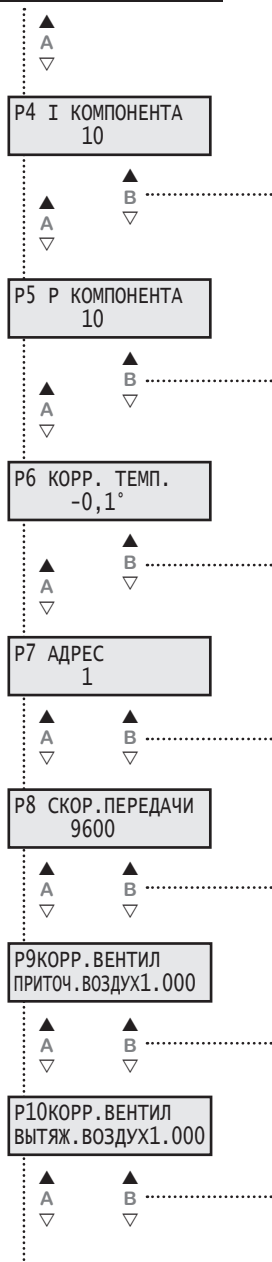 A
P4 I КОМПОНЕНТА
10
B
A
P5 P КОМПОНЕНТА
10
B
A
P6 КОРР. ТЕМП.
-0,1°
B
A
P7 АДРЕС
1
A B
P8 СКОР.ПЕРЕДАЧИ
9600
A B
P9КОРР.ВЕНТИЛ
ПРИТОЧ.ВОЗДУХ1.000
A B
P10КОРР.ВЕНТИЛ
ВЫТЯЖ.ВОЗДУХ1.000
A B